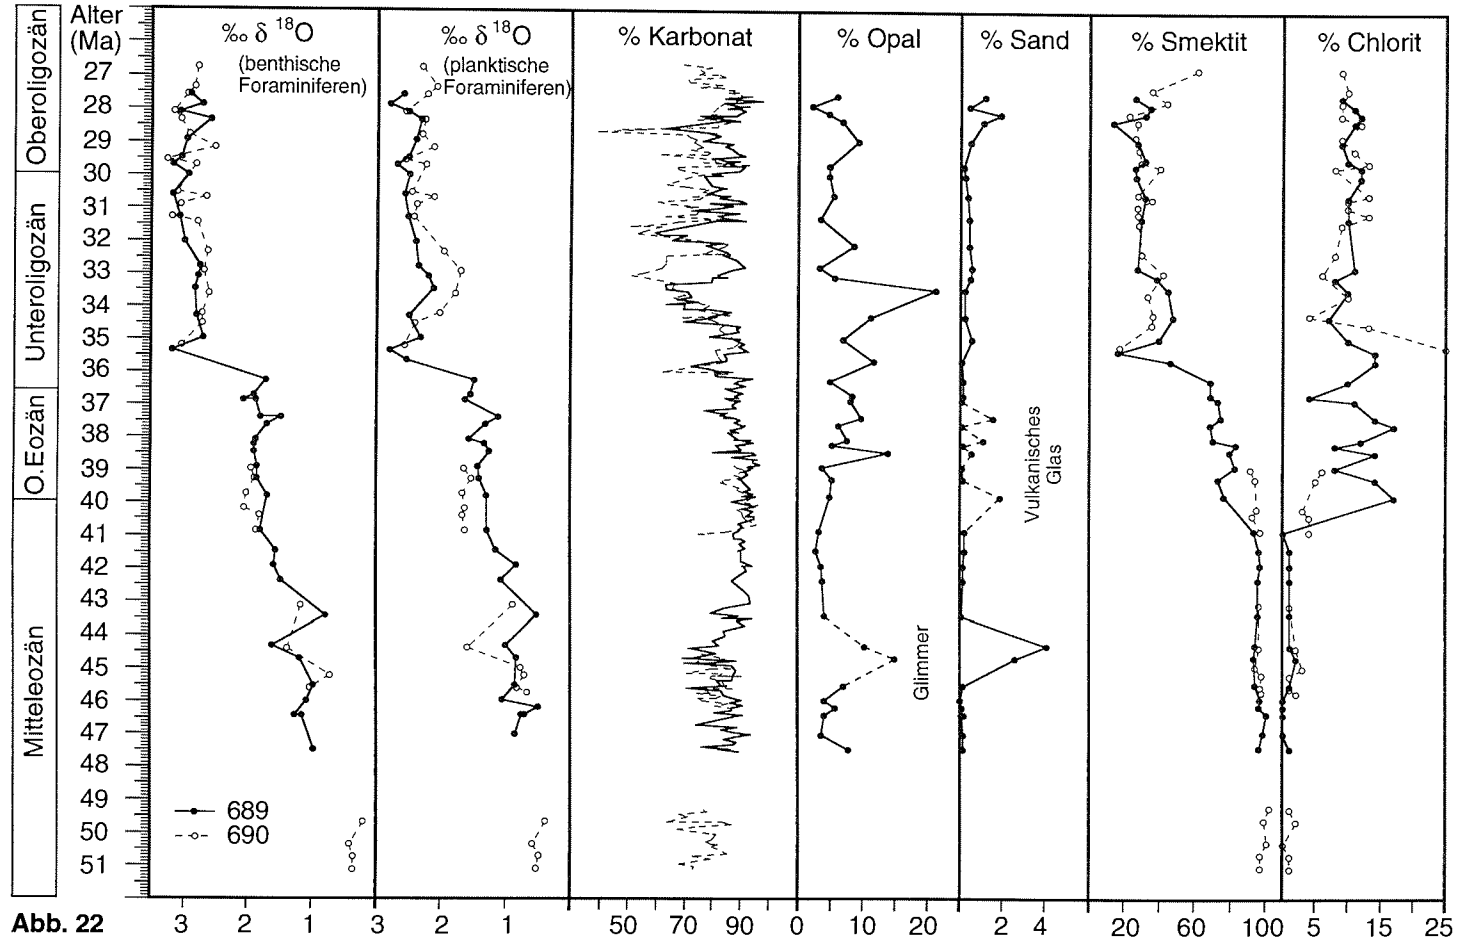 Alter
(Ma)
Oberoligozän
Unteroligozän
O.Eozän
Mitteleozän
‰ δ 18O
(benthische
Foraminiferen)
‰ δ 18O
(planktische
Foraminiferen)
% Karbonat
% Opal
% Sand
% Smektit
% Chlorit
27
28
29
30
31
32
33
34
35
36
37
38
39
40
41
42
43
44
45
46
47
48
49
50
51
Vulkanisches
Glas
Glimmer
689
690
3 2 1 3 2 1 50 70 90 0 10 20 2 4 20 60 100 5 15 25
Abb. 22